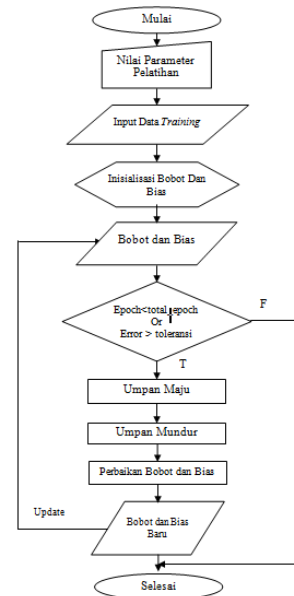 Mulai
Nilai Parameter
Pelatihan
Input Data Training
Inisialisasi Bobot Dan
Bias
Bobot dan Bias
Epoch<total epoch
Or
Error > toleransi
F
T
Umpan Maju
Umpan Mundur
Perbaikan Bobot dan Bias
Update
Bobot dan Bias
Baru
Selesai